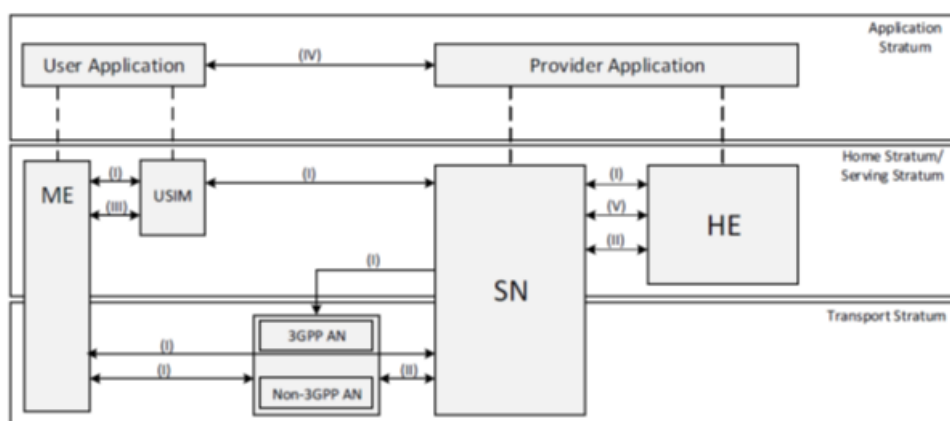 Application
Stratum
User Application
(IV)
Provider Application
Home Stratum/
Serving Stratum
ME
(I)
(III)
USIM
(I)
SN
(I)
(V)
(II)
HE
(I)
Transport Stratum
3GPP AN
(I)
(I)
(II)
Non-3GPP AN